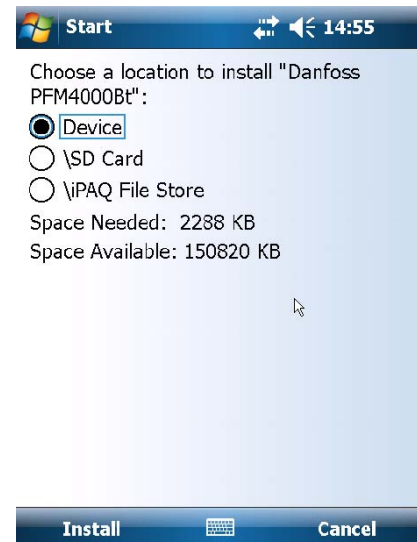 Start 14:55
Choose a location to install "Danfoss
PFM4000Bt":
Device
\SD Card
\iPAQ File Store
Space Needed: 2288 KB
Space Available: 150820 KB
Install Cancel